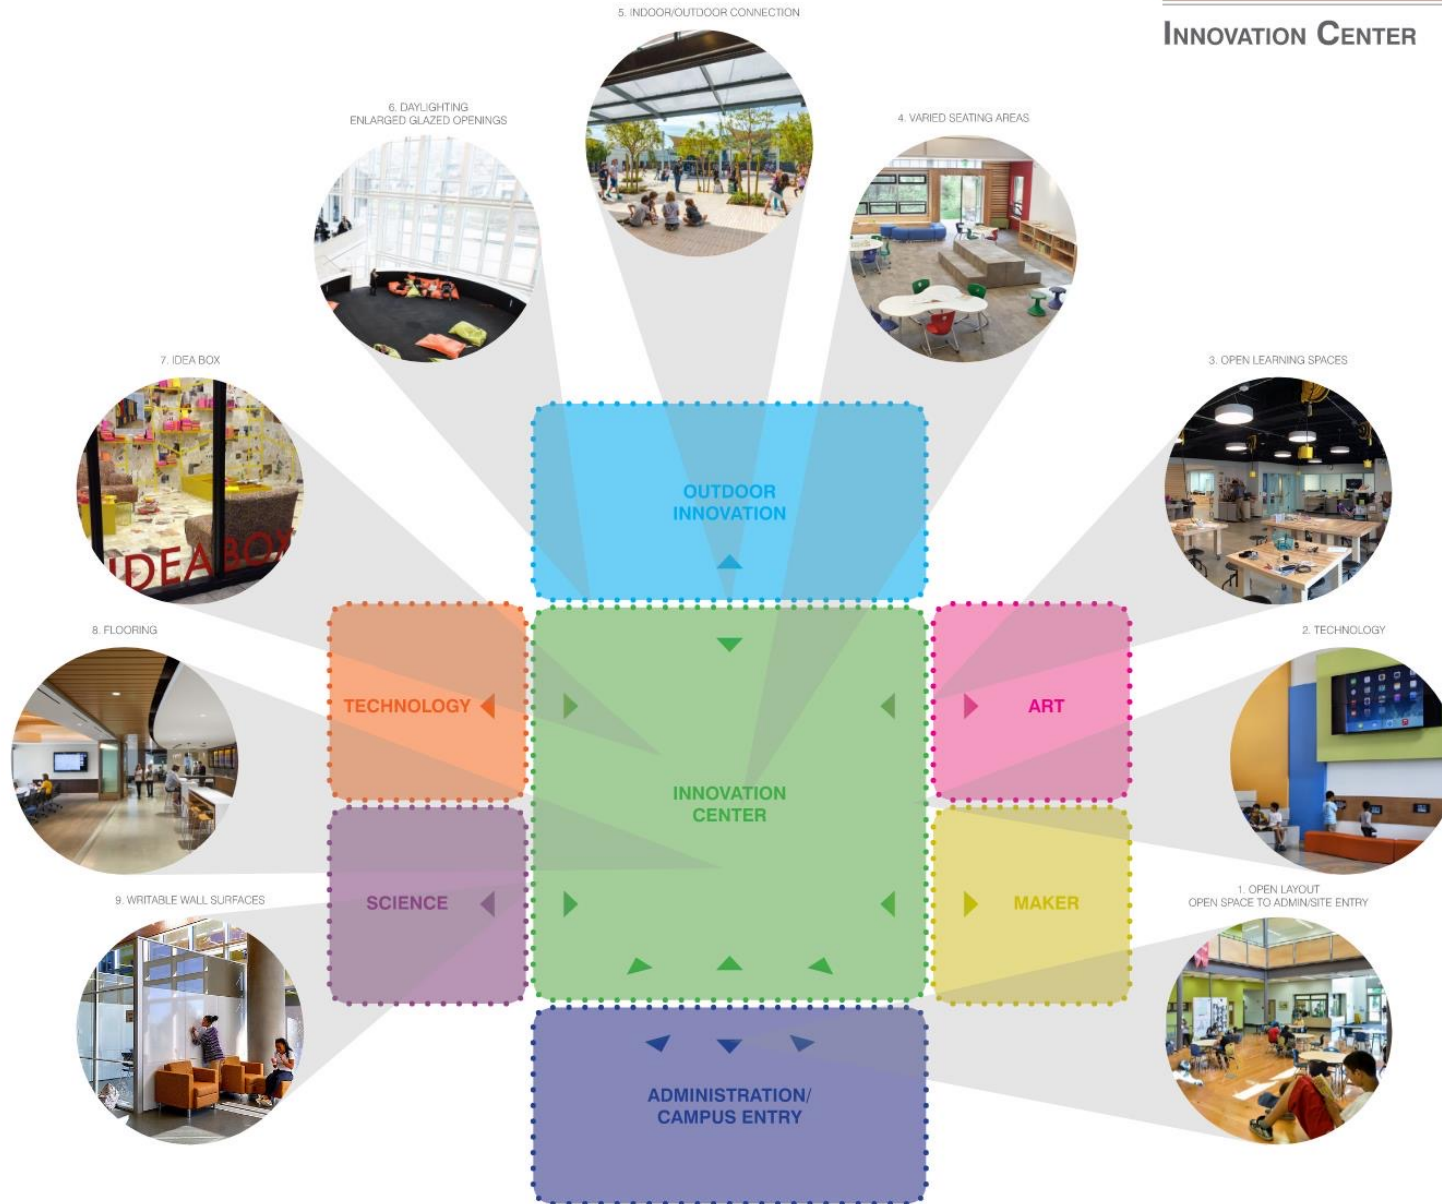 INNOVATION CENTER
5. INDOOR/OUTDOOR CONNECTION
6. DAYLIGHTING
ENLARGED GLAZED OPENINGS
4. VARIED SEATING AREAS
7. IDEA BOX
IDEA BOX
3. OPEN LEARNING SPACES
8. FLOORING
2. TECHNOLOGY
OUTDOOR
INNOVATION
TECHNOLOGY
ART
INNOVATION
CENTER
SCIENCE
MAKER
9. WRITABLE WALL SURFACES
1. OPEN LAYOUT
OPEN SPACE TO ADMIN/SITE ENTRY
ADMINISTRATION/
CAMPUS ENTRY